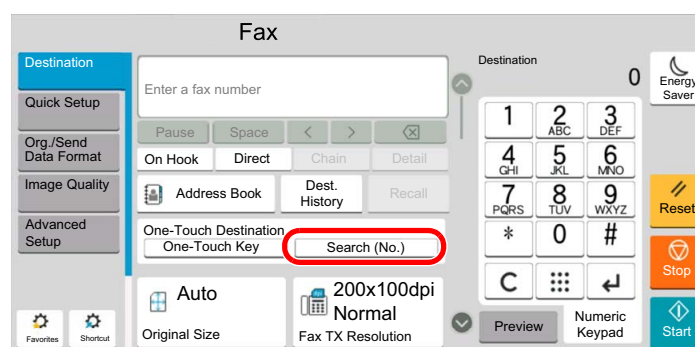 Fax
Destination
Quick Setup
Org./Send
Data Format
Image Quality
Advanced
Setup
Favorites
Shortcut
Enter a fax number
Pause
Space
<
>
On Hook
Direct
Chain
Detail
Address Book
Dest.
History
Recall
One-Touch Destination
One-Touch Key
Search (No.)
Auto
Original Size
200x100dpi
Normal
Fax TX Resolution
Destination
0
1
2
ABC
3
DEF
4
GHI
5
JKL
6
MNO
7
PQRS
8
TUV
9
WXYZ
*
0
#
C
Preview
Numeric
Keypad
Energy
Saver
Reset
Stop
Start